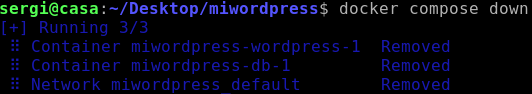 sergi@casa:~/Desktop/miwordpress$ docker compose down
[+] Running 3/3
⠿ Container miwordpress-wordpress-1 Removed
⠿ Container miwordpress-db-1 Removed
⠿ Network miwordpress_default Removed